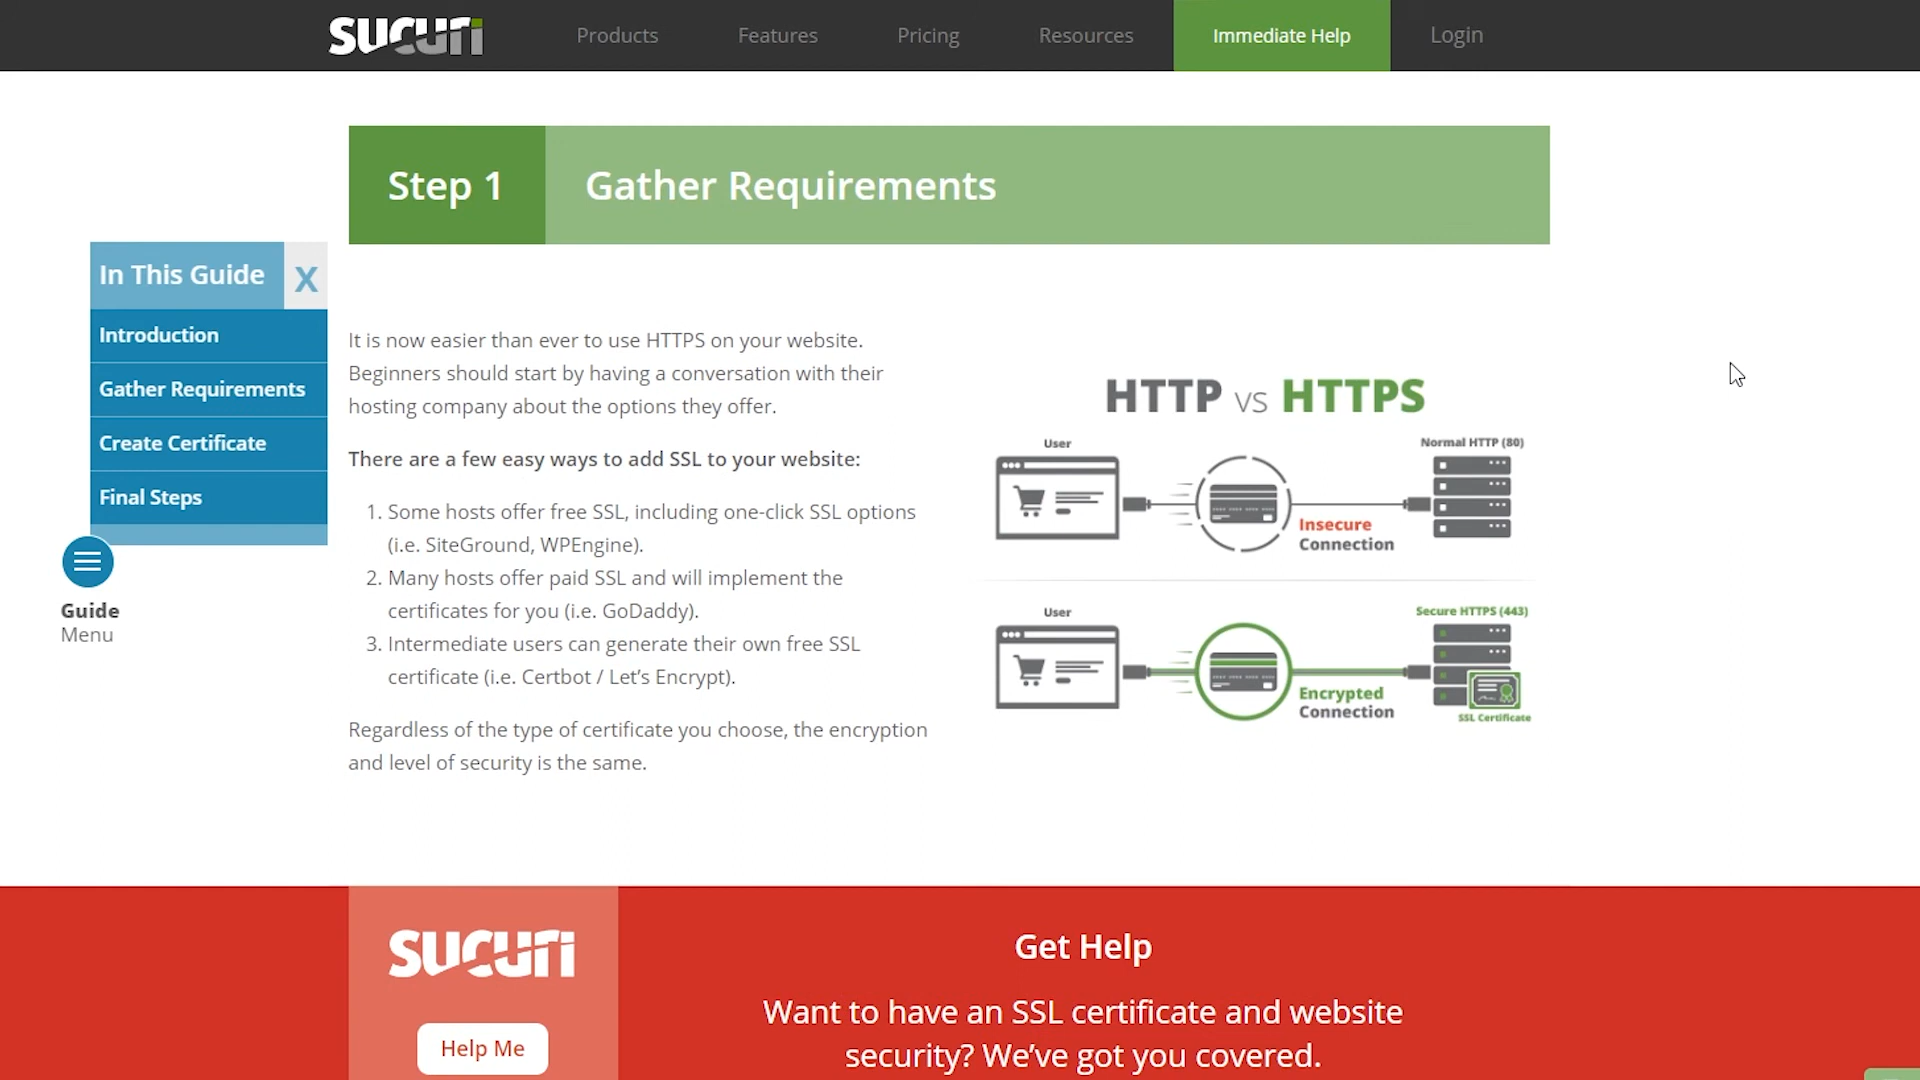 sucuri
Products
Features
Pricing
Resources
Immediate Help
Login
Step 1
Gather Requirements
In This Guide
X
Introduction
Gather Requirements
Create Certificate
Final Steps
Guide
Menu
It is now easier than ever to use HTTPS on your website.
Beginners should start by having a conversation with their
hosting company about the options they offer.
There are a few easy ways to add SSL to your website:
1. Some hosts offer free SSL, including one-click SSL options
(i.e. SiteGround, WPEngine).
2. Many hosts offer paid SSL and will implement the
certificates for you (i.e. GoDaddy).
3. Intermediate users can generate their own free SSL
certificate (i.e. Certbot / Let’s Encrypt).
Regardless of the type of certificate you choose, the encryption
and level of security is the same.
HTTP vs HTTPS
User
Normal HTTP (80)
Insecure
Connection
User
Secure HTTPS (443)
Encrypted
Connection
SSL Certificate
sucuri
Help Me
Get Help
Want to have an SSL certificate and website
security? We’ve got you covered.